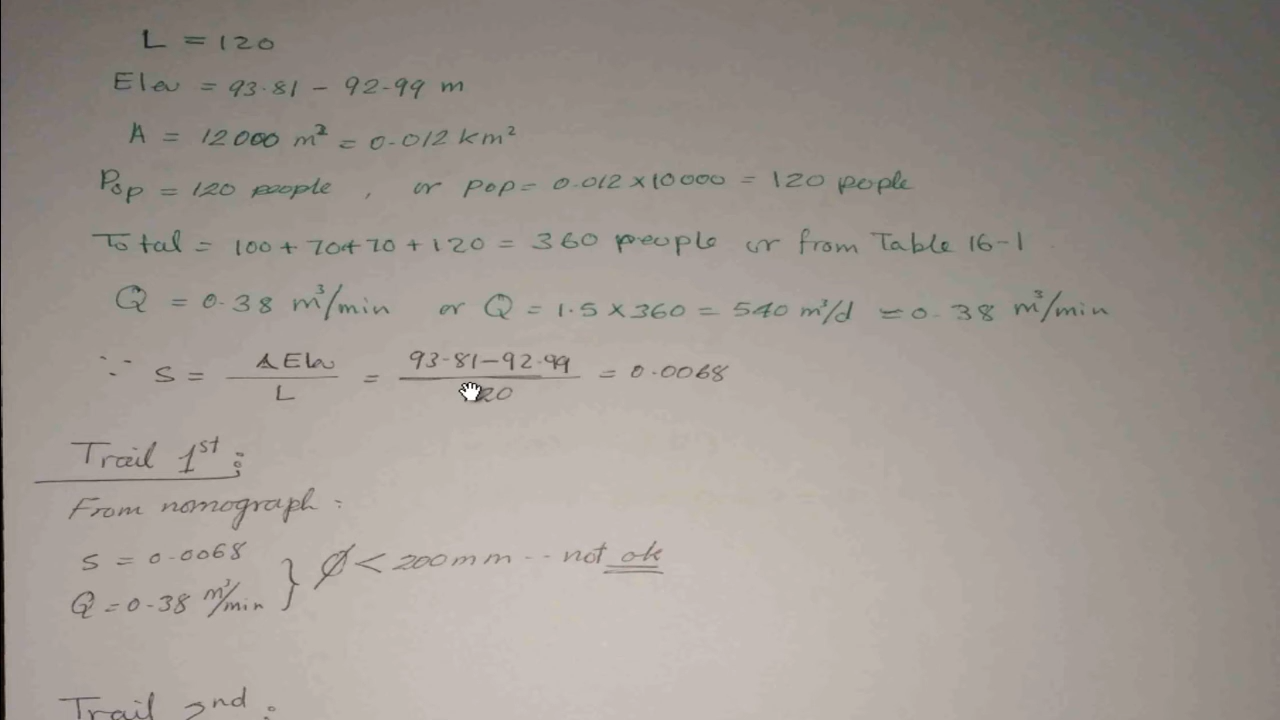 L = 120
Elev = 93.81 - 92.99 m
A = 12000 m² = 0.012 km²
Pop = 120 people , or pop = 0.012 × 10000 = 120 pople
Total = 100 + 70 + 70 + 120 = 360 people or from Table 16-1
Q = 0.38 m³/min or Q = 1.5 × 360 = 540 m³/d = 0.38 m³/min
∵ S = Δ Elev / L = 93.81 - 92.99 / 120 = 0.0068
Trail 1st :
From nomograph :
S = 0.0068
Q = 0.38 m³/min } Ø < 200 mm -- not ok
Trail 2nd :